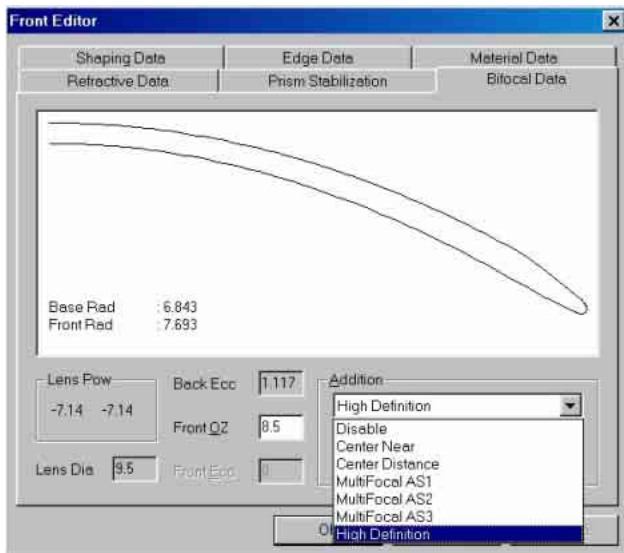 Front Editor
Shaping Data Edge Data Material Data
Refractive Data Prism Stabilization Bifocal Data
Base Rad : 6.843
Front Rad : 7.693
Lens Pow
-7.14 -7.14
Back Ecc 1.117
Front OZ 8.5
Lens Dia 9.5
Front Ecc 0
Addition
High Definition
Disable
Center Near
Center Distance
MultiFocal AS1
MultiFocal AS2
MultiFocal AS3
High Definition